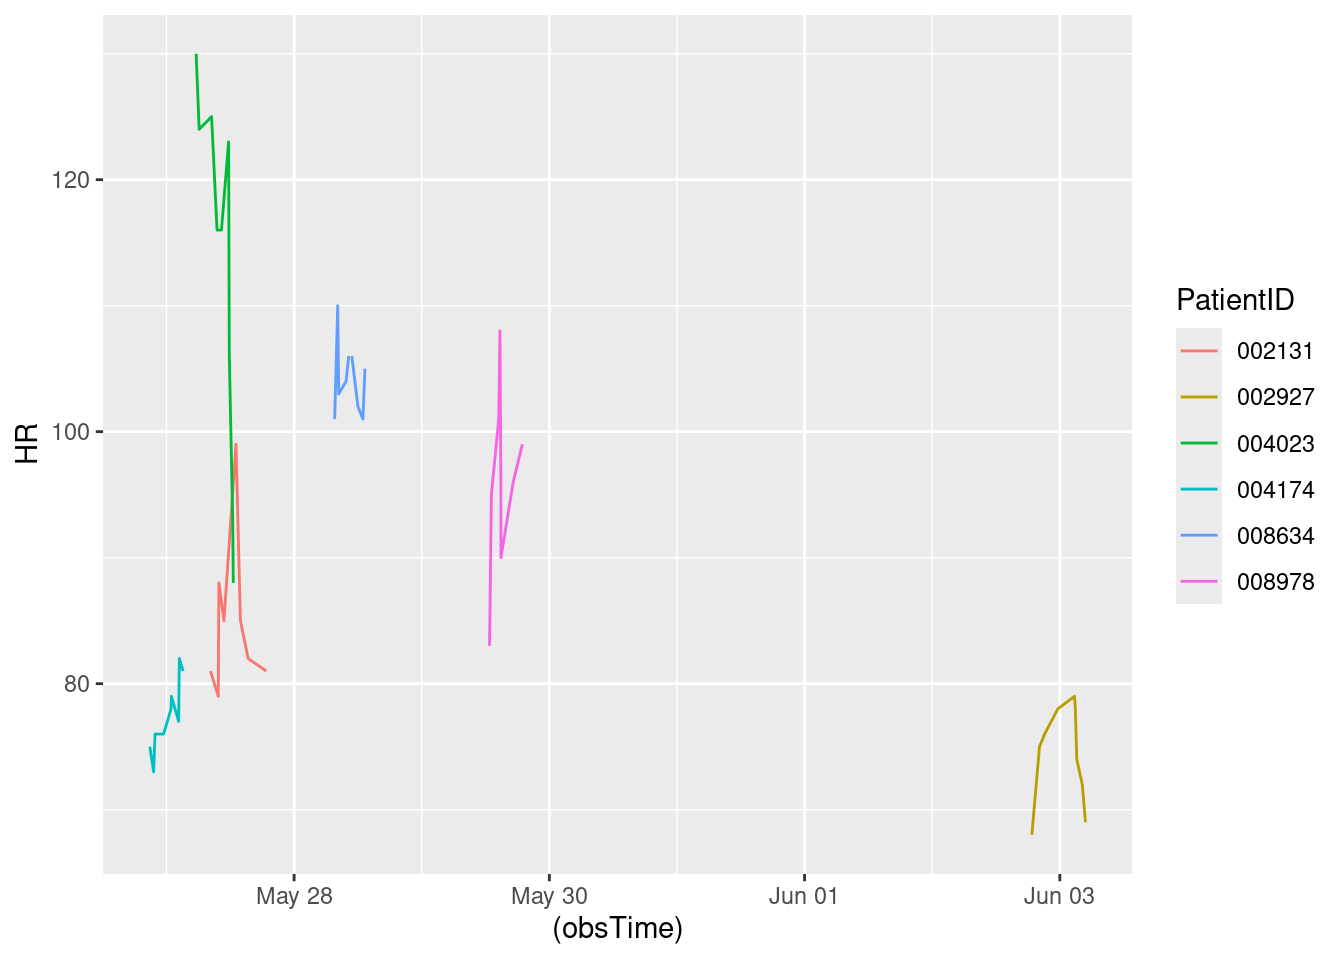 120
100
80
HR
May 28
May 30
Jun 01
Jun 03
(obsTime)
PatientID
002131
002927
004023
004174
008634
008978